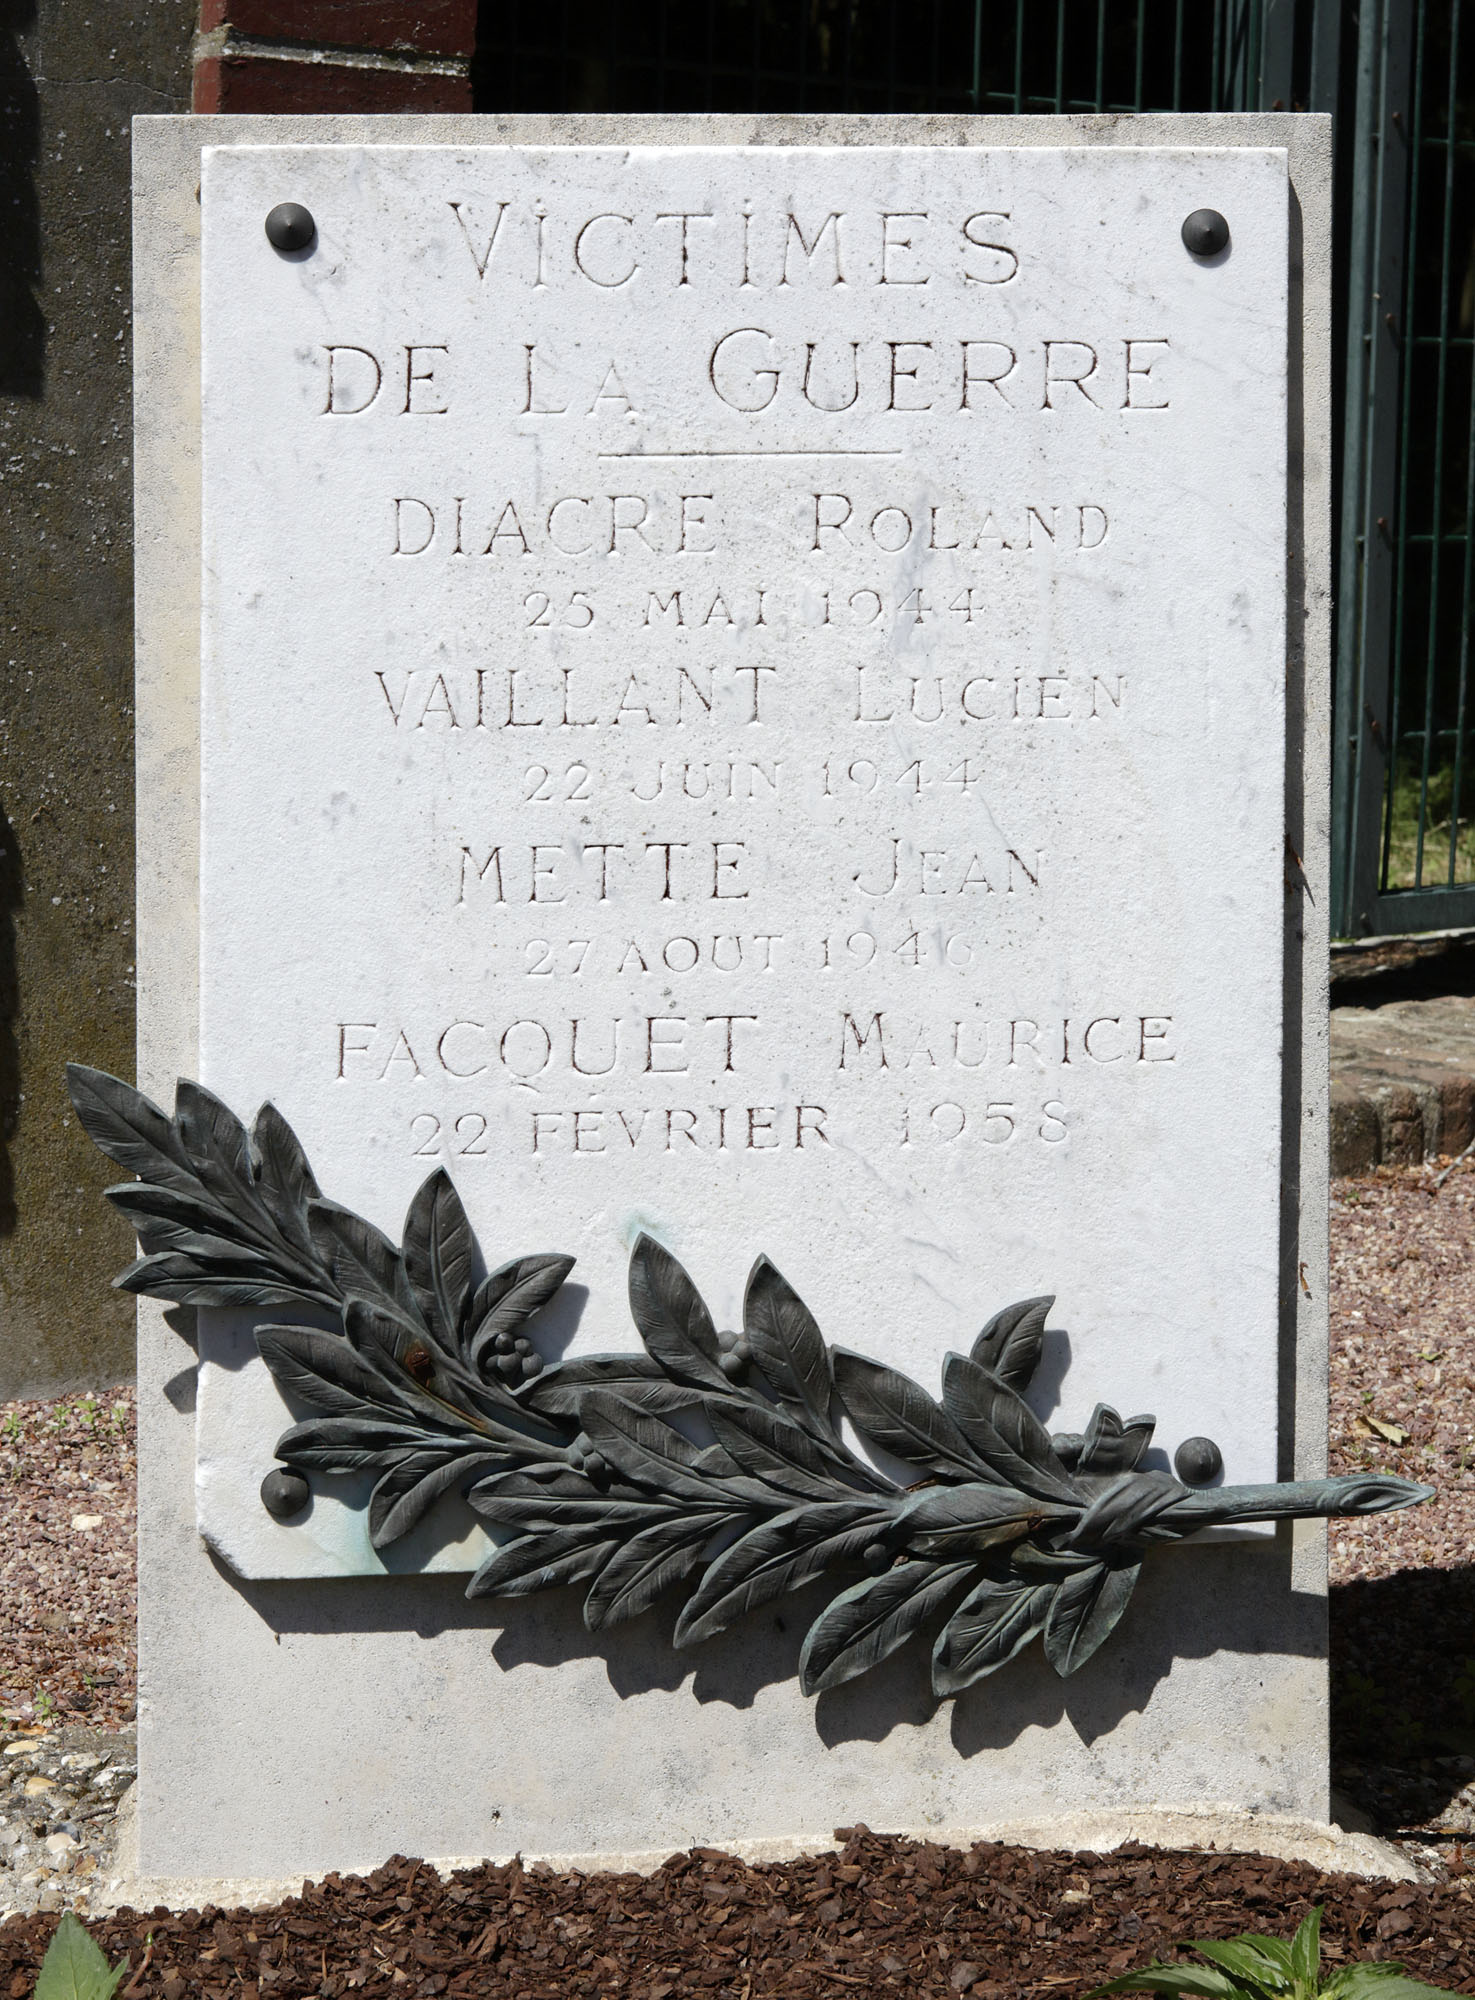 VICTIMES
DE LA GUERRE
DIACRE ROLAND
25 MAI 1944
VAILLANT LUCIEN
22 JUIN 1944
METTE JEAN
27 AOUT 1946
FACQUET MAURICE
22 FÉVRIER 1958